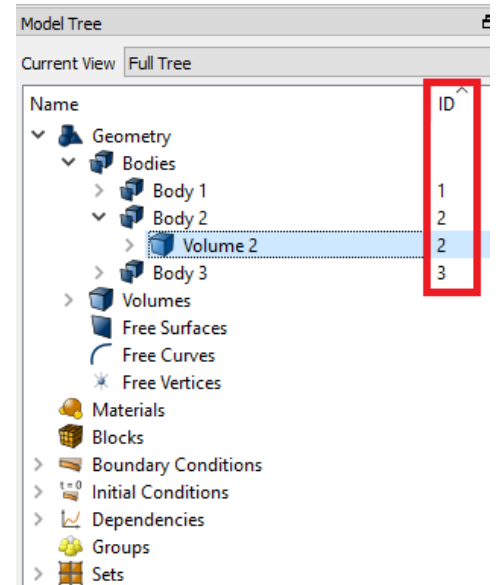 Model Tree
Current View Full Tree
Name ID
Geometry
Bodies
Body 1 1
Body 2 2
Volume 2 2
Body 3 3
Volumes
Free Surfaces
Free Curves
Free Vertices
Materials
Blocks
Boundary Conditions
t=0 Initial Conditions
Dependencies
Groups
Sets